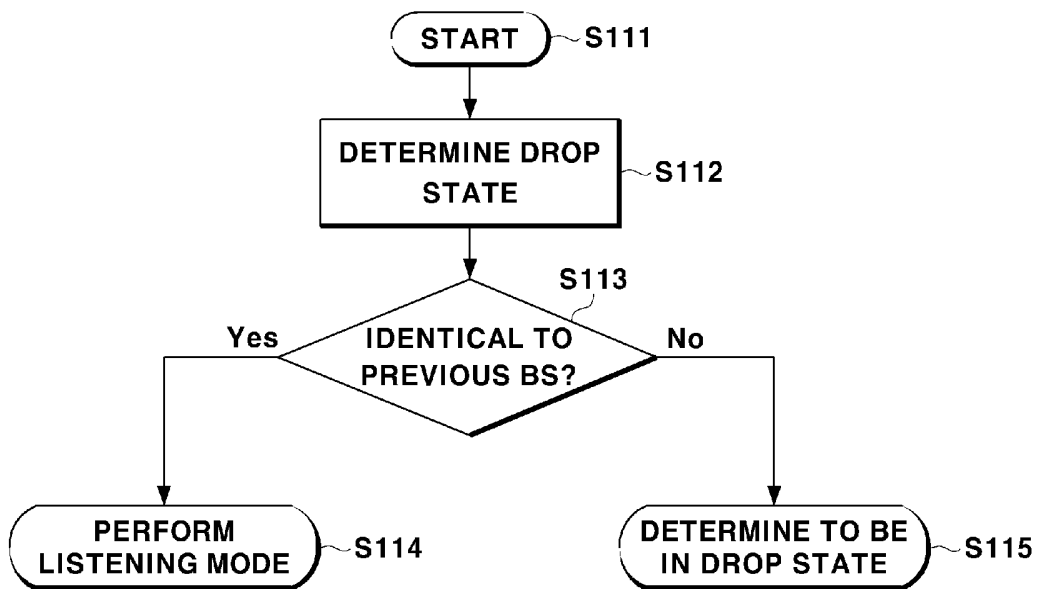 START
S111
DETERMINE DROP
STATE
S112
S113
Yes
IDENTICAL TO
PREVIOUS BS?
No
PERFORM
LISTENING MODE
S114
DETERMINE TO BE
IN DROP STATE
S115